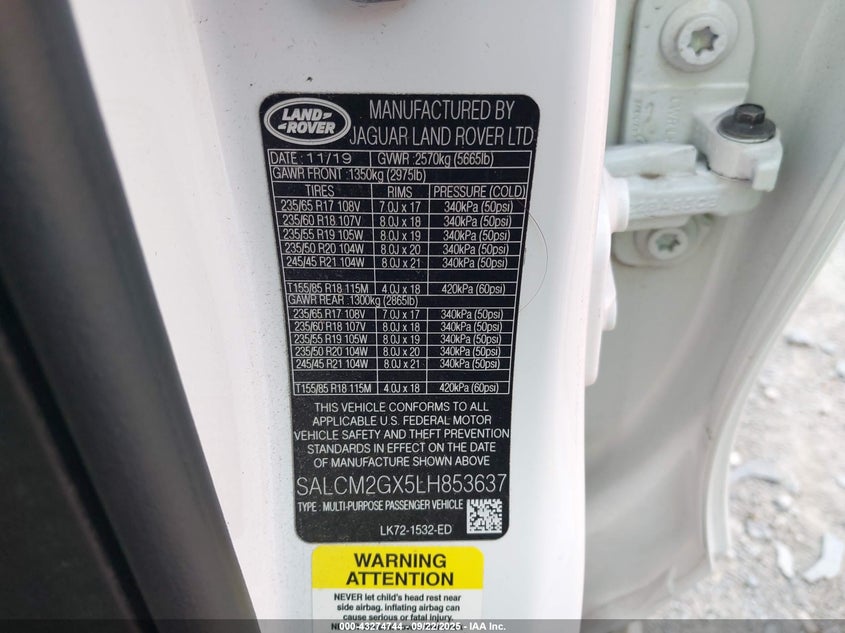 LAND-
-ROVER
MANUFACTURED BY
JAGUAR LAND ROVER LTD
DATE : 11/19 GVWR :2570kg (5665lb)
GAWR FRONT :1350kg (2975lb)
TIRES RIMS PRESSURE (COLD)
235/65 R17 108V 7.0J x 17 340kPa (50psi)
235/60 R18 107V 8.0J x 18 340kPa (50psi)
235/55 R19 105W 8.0J x 19 340kPa (50psi)
235/50 R20 104W 8.0J x 20 340kPa (50psi)
245/45 R21 104W 8.0J x 21 340kPa (50psi)
T155/85 R18 115M 4.0J x 18 420kPa (60psi)
GAWR REAR :1300kg (2865lb)
235/65 R17 108V 7.0J x 17 340kPa (50psi)
235/60 R18 107V 8.0J x 18 340kPa (50psi)
235/55 R19 105W 8.0J x 19 340kPa (50psi)
235/50 R20 104W 8.0J x 20 340kPa (50psi)
245/45 R21 104W 8.0J x 21 340kPa (50psi)
T155/85 R18 115M 4.0J x 18 420kPa (60psi)
THIS VEHICLE CONFORMS TO ALL
APPLICABLE U.S. FEDERAL MOTOR
VEHICLE SAFETY AND THEFT PREVENTION
STANDARDS IN EFFECT ON THE DATE OF
MANUFACTURE SHOWN ABOVE
SALCM2GX5LH853637
TYPE : MULTI-PURPOSE PASSENGER VEHICLE
LK72-1532-ED
WARNING
ATTENTION
NEVER let child's head rest near
side airbag. inflating airbag can
cause serious or fatal injury.
000-43274744 - 09/22/2025 - IAA Inc.